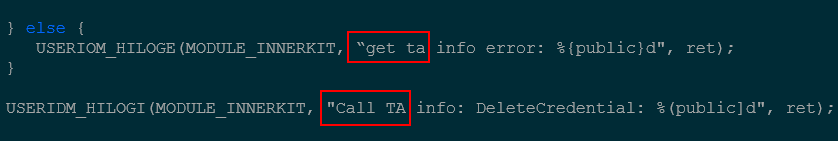 } else {
USERIOM_HILOGE(MODULE_INNERKIT, “get ta info error: %{public}d", ret);
}
USERIDM_HILOGI(MODULE_INNERKIT, "Call TA info: DeleteCredential: %(public]d", ret);